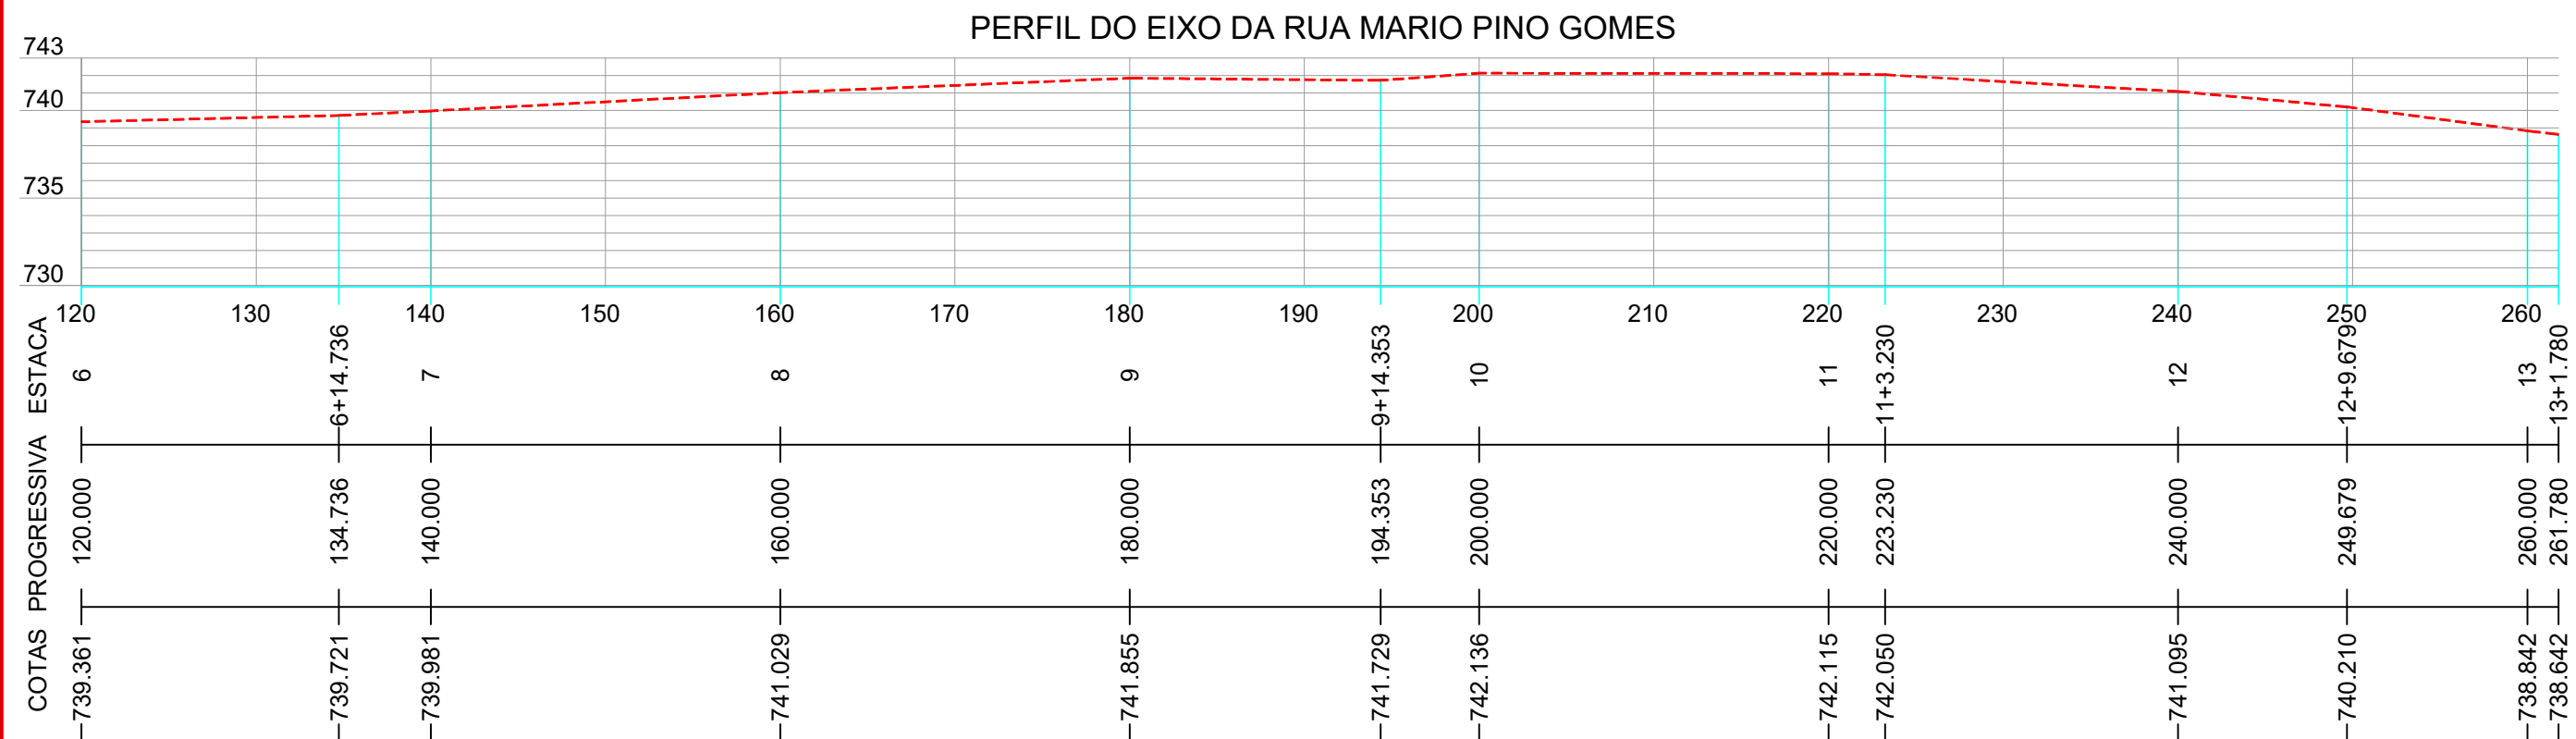 PERFIL DO EIXO DA RUA MARIO PINO GOMES
743
740
735
730
120 130 140 150 160 170 180 190 200 210 220 230 240 250 260
ESTACA 6 6+14.736 7 8 9 9+14.353 10 11 11+3.230 12 12+9.679 13 13+1.780
PROGRESSIVA 120.000 134.736 140.000 160.000 180.000 194.353 200.000 220.000 223.230 240.000 249.679 260.000 261.780
COTAS 739.361 739.721 739.981 741.029 741.855 741.729 742.136 742.115 742.050 741.095 740.210 738.842 738.642